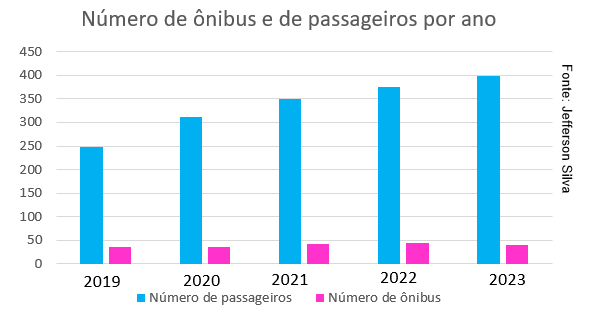 Número de ônibus e de passageiros por ano
450
400
350
300
250
200
150
100
50
0
2019 2020 2021 2022 2023
Número de passageiros Número de ônibus
Fonte: Jefferson Silva